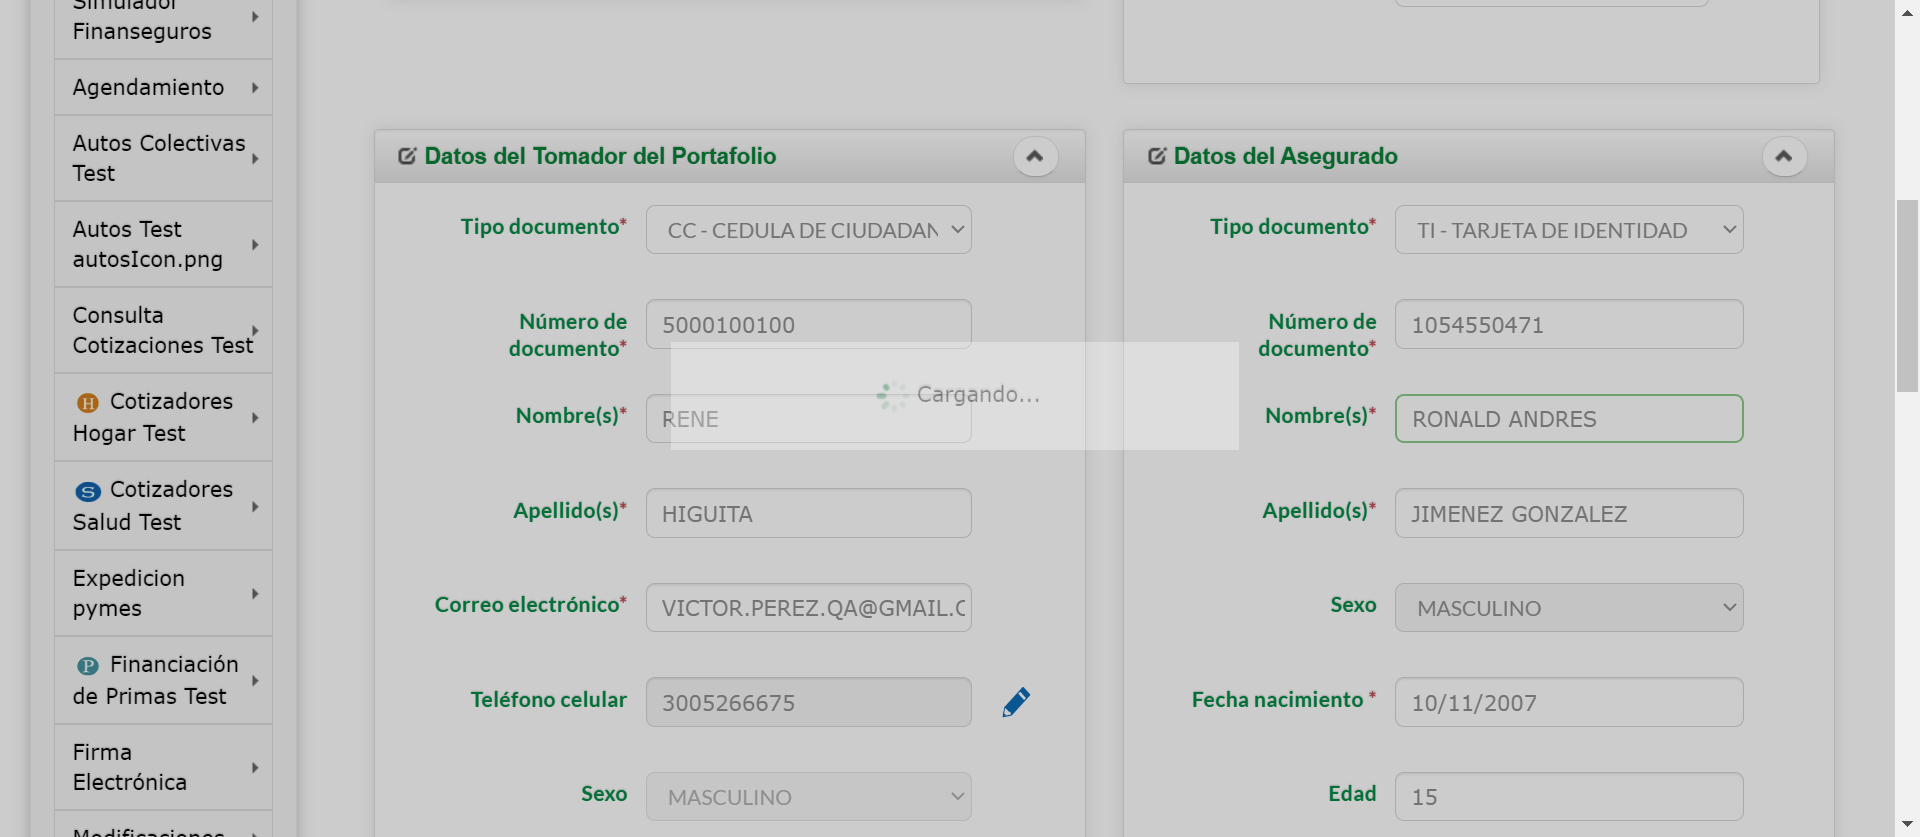 Simulador
Finanseguros
Agendamiento
Autos Colectivas
Test
Autos Test
autosIcon.png
Consulta
Cotizaciones Test
H Cotizadores
Hogar Test
S Cotizadores
Salud Test
Expedicion
pymes
P Financiación
de Primas Test
Firma
Electrónica
Modificaciones
Datos del Tomador del Portafolio
Tipo documento* CC - CEDULA DE CIUDADAN
Número de
documento* 5000100100
Nombre(s)* RENE
Apellido(s)* HIGUITA
Correo electrónico* VICTOR.PEREZ.QA@GMAIL.C
Teléfono celular 3005266675
Sexo MASCULINO
Cargando...
Datos del Asegurado
Tipo documento* TI - TARJETA DE IDENTIDAD
Número de
documento* 1054550471
Nombre(s)* RONALD ANDRES
Apellido(s)* JIMENEZ GONZALEZ
Sexo MASCULINO
Fecha nacimiento * 10/11/2007
Edad 15